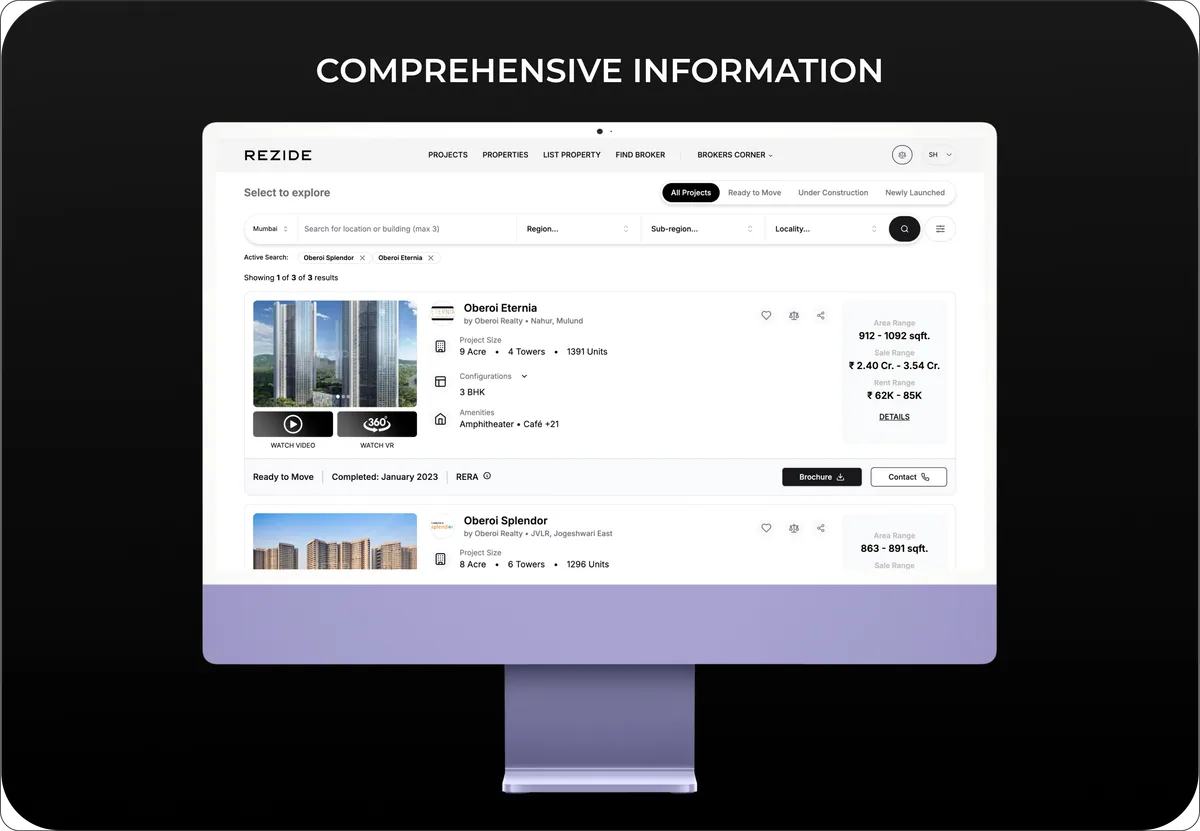 COMPREHENSIVE INFORMATION
REZIDE
PROJECTS PROPERTIES LIST PROPERTY FIND BROKER BROKERS CORNER SH
Select to explore
All Projects Ready to Move Under Construction Newly Launched
Mumbai Search for location or building (max 3) Region... Sub-region... Locality...
Active Search: Oberoi Splendor Oberoi Eternia
Showing 1 of 3 of 3 results
ETERNIA
Oberoi Eternia
by Oberoi Realty • Nahur, Mulund
Project Size
9 Acre • 4 Towers • 1391 Units
Configurations
3 BHK
Amenities
Amphitheater • Café +21
Area Range
912 - 1092 sqft.
Sale Range
₹ 2.40 Cr. - 3.54 Cr.
Rent Range
₹ 62K - 85K
DETAILS
360°
WATCH VIDEO WATCH VR
Ready to Move Completed: January 2023 RERA Brochure Contact
splendor
Oberoi Splendor
by Oberoi Realty • JVLR, Jogeshwari East
Project Size
8 Acre • 6 Towers • 1296 Units
Area Range
863 - 891 sqft.
Sale Range